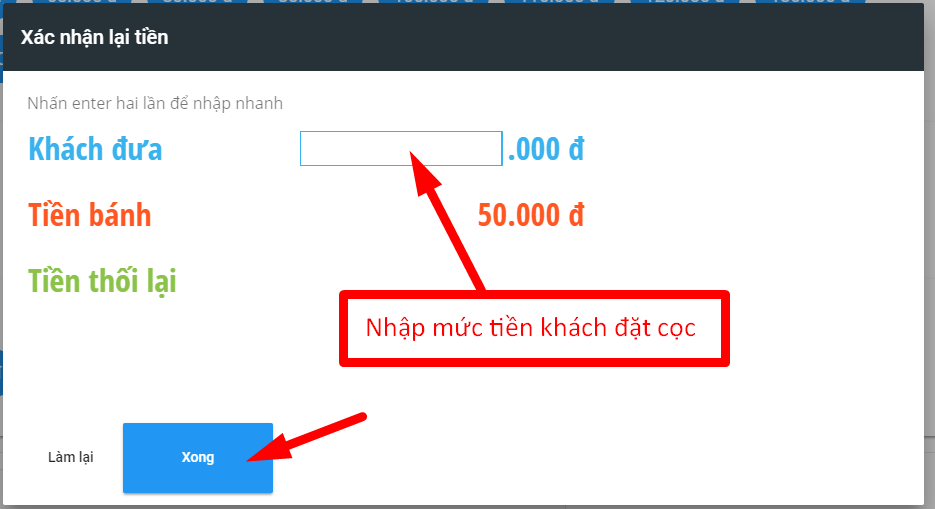 Xác nhận lại tiền
Nhấn enter hai lần để nhập nhanh
Khách đưa .000 đ
Tiền bánh 50.000 đ
Tiền thối lại
Nhập mức tiền khách đặt cọc
Làm lại Xong